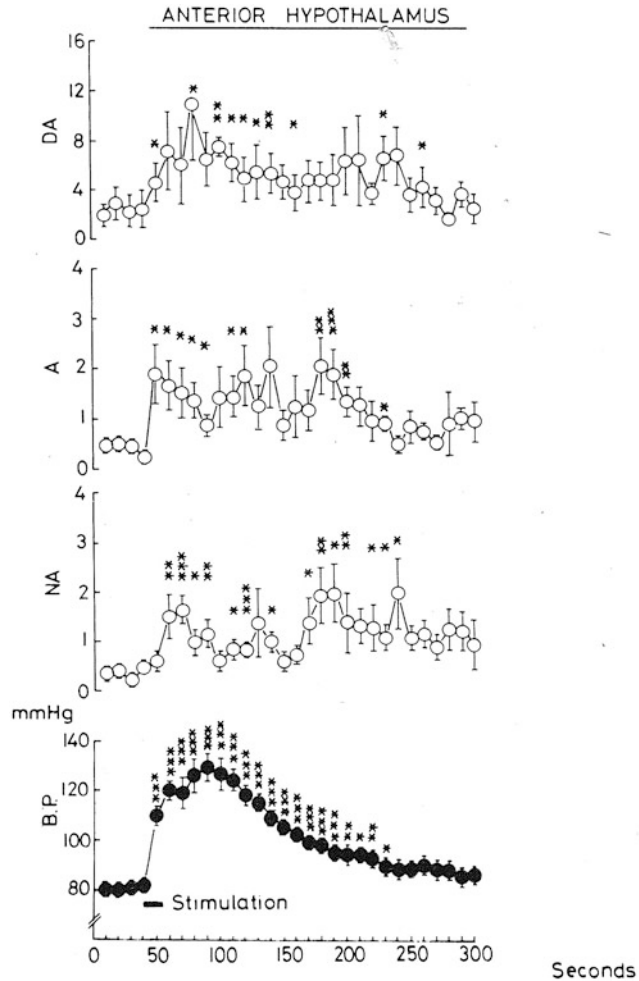 ANTERIOR HYPOTHALAMUS
16
12
8
4
0
DA
4
3
2
1
0
A
4
3
2
1
0
NA
mmHg
140
120
100
80
B.P.
Stimulation
0 50 100 150 200 250 300
Seconds